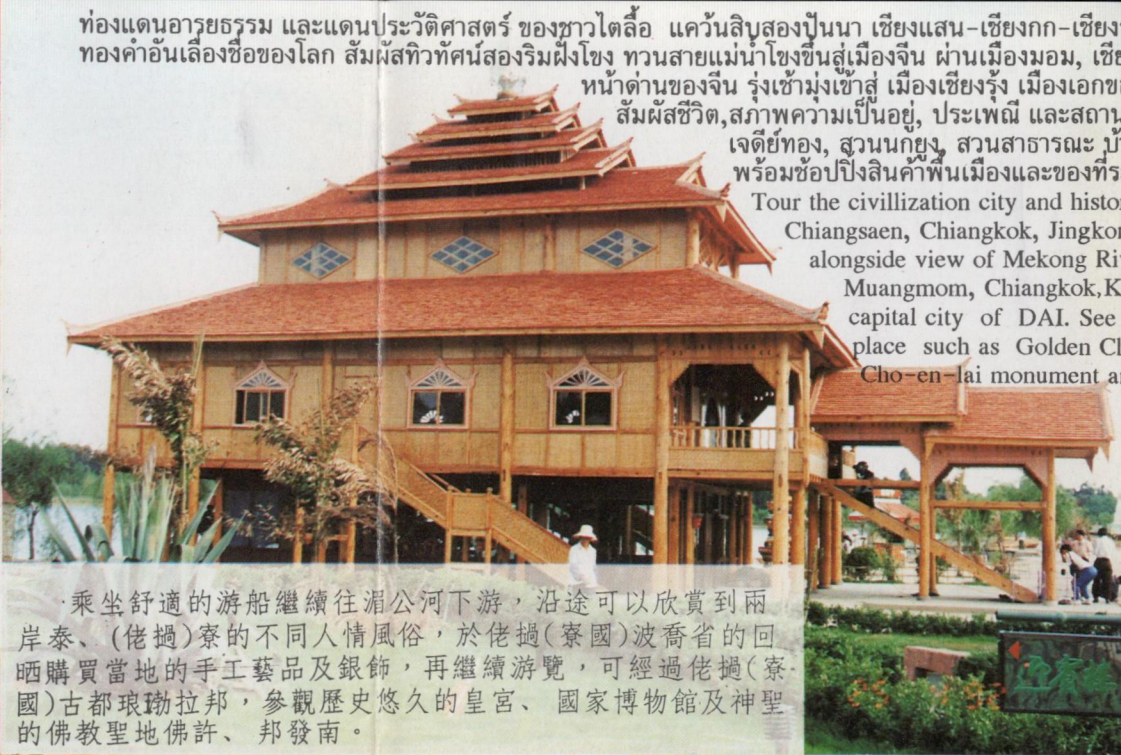 ท่องแดนอารยธรรม และแดนประวัติศาสตร์ ของชาวไตลื้อ แคว้นสิบสองปันนา เชียงแสน-เชียงกก-เชียง
ทองคำอันเลื่องชื่อของโลก สัมผัสทิวทัศน์สองริมฝั่งโขง ทวนสายแม่น้ำโขงขึ้นสู่เมืองจีน ผ่านเมืองมอม, เชีย
หน้าด่านของจีน รุ่งเช้ามุ่งเข้าสู่ เมืองเชียงรุ้ง เมืองเอกข
สัมผัสชีวิต,สภาพความเป็นอยู่, ประเพณี และสถาน
เจดีย์ทอง, สวนนกยูง, สวนสาธารณะ บ้
พร้อมช้อปปิ้งสินค้าพื้นเมืองและของที่ร
Tour the civillization city and histo
Chiangsaen, Chiangkok, Jingko
alongside view of Mekong Ri
Muangmom, Chiangkok,K
capital city of DAI. See
place such as Golden C
Cho-en-lai monument a
乘坐舒適的游船繼續往湄公河下游，沿途可以欣賞到兩
岸泰、(佬撾)寮的不同人情風俗，於佬撾(寮國)波喬省的回
晒購買當地的手工藝品及銀飾，再繼續游覽，可經過佬撾(寮
國)古都琅勃拉邦，參觀歷史悠久的皇宮、 國家博物館及神聖
的佛教聖地佛許、 邦發南。
迎賓